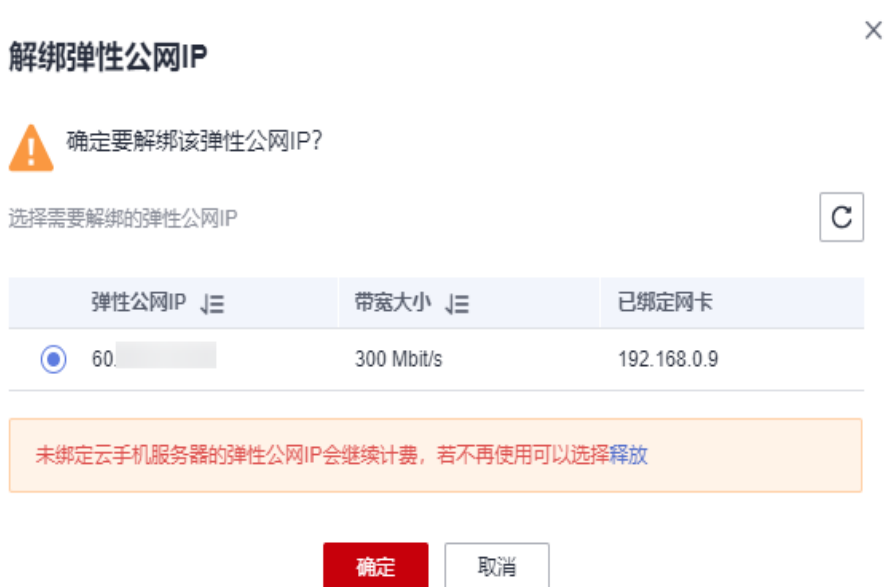 解绑弹性公网IP
确定要解绑该弹性公网IP?
选择需要解绑的弹性公网IP
弹性公网IP 带宽大小 已绑定网卡
60. 300 Mbit/s 192.168.0.9
未绑定云手机服务器的弹性公网IP会继续计费，若不再使用可以选择释放
确定 取消